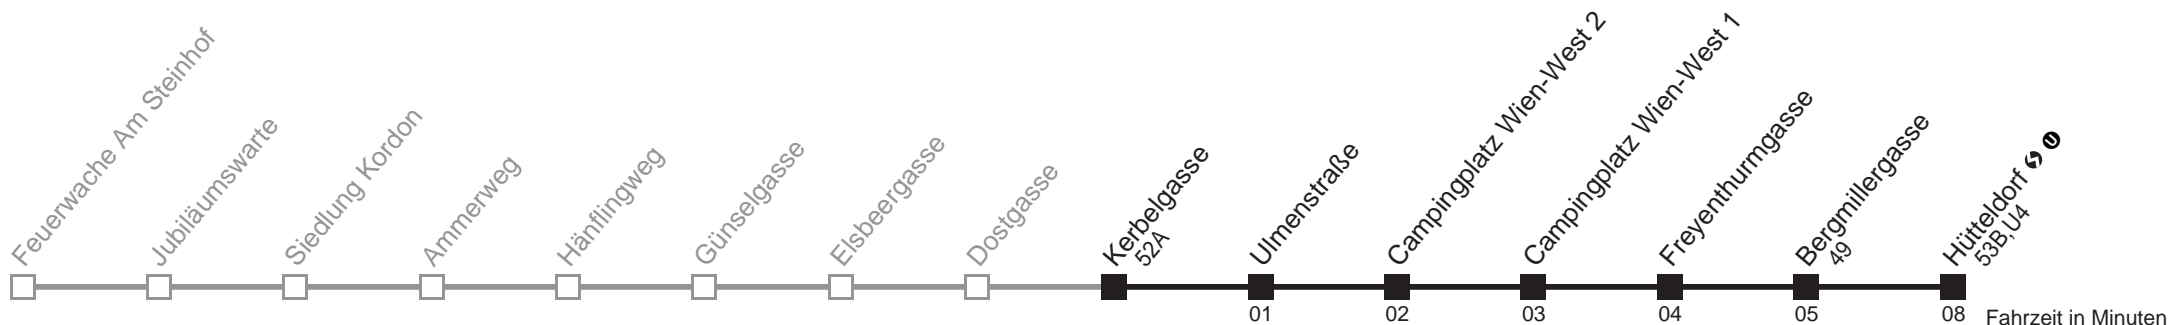 Feuerwache Am Steinhof
Jubiläumswarte
Siedlung Kordon
Ammerweg
Hänflingweg
Günselgasse
Elsbeergasse
Dostgasse
Kerbelgasse
52A
Ulmenstraße
Campingplatz Wien-West 2
Campingplatz Wien-West 1
Freyenthurmgasse
Bergmillergasse
49
Hütteldorf S U
53B,U4
01
02
03
04
05
08
Fahrzeit in Minuten